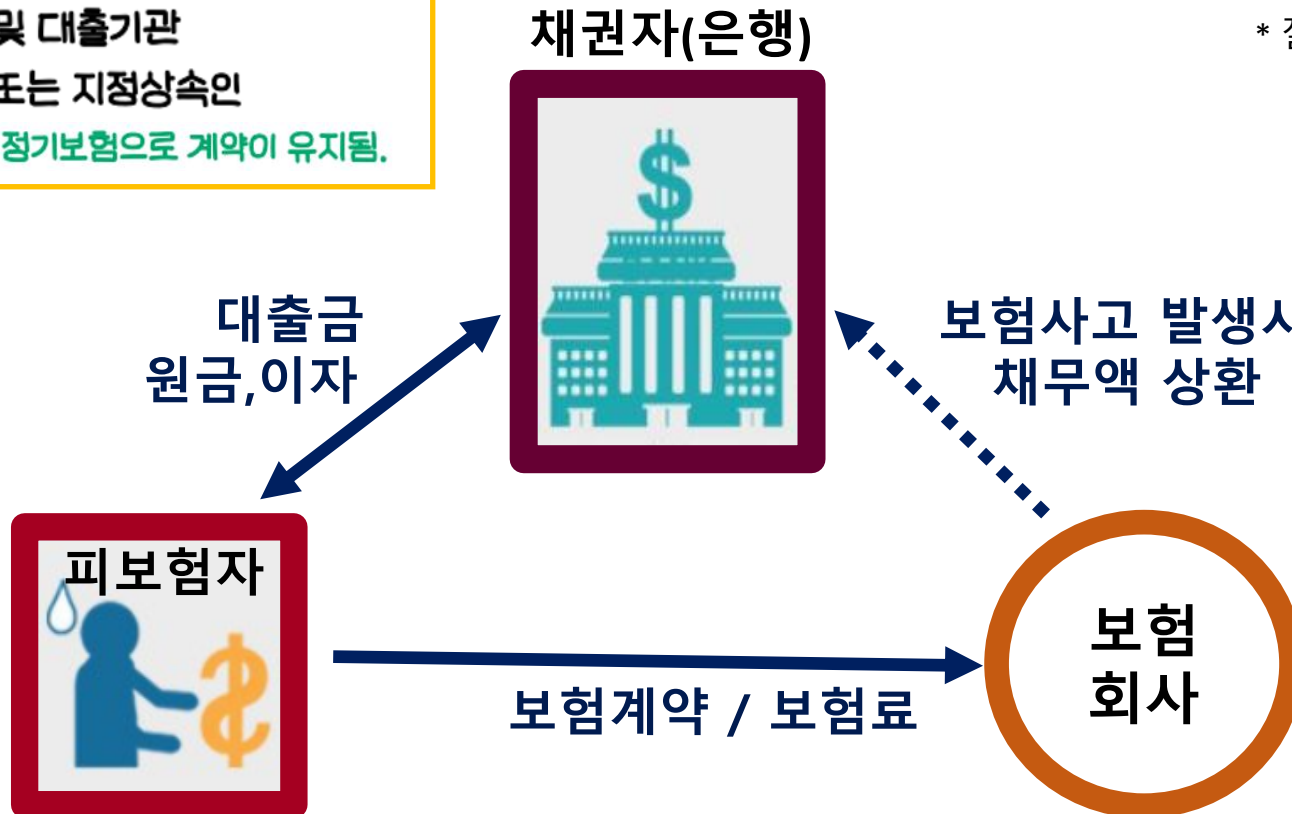 및 대출기관
또는 지정상속인
정기보험으로 계약이 유지됨.
채권자(은행)
*
대출금
원금,이자
보험사고 발생시
채무액 상환
피보험자
보험
회사
보험계약 / 보험료